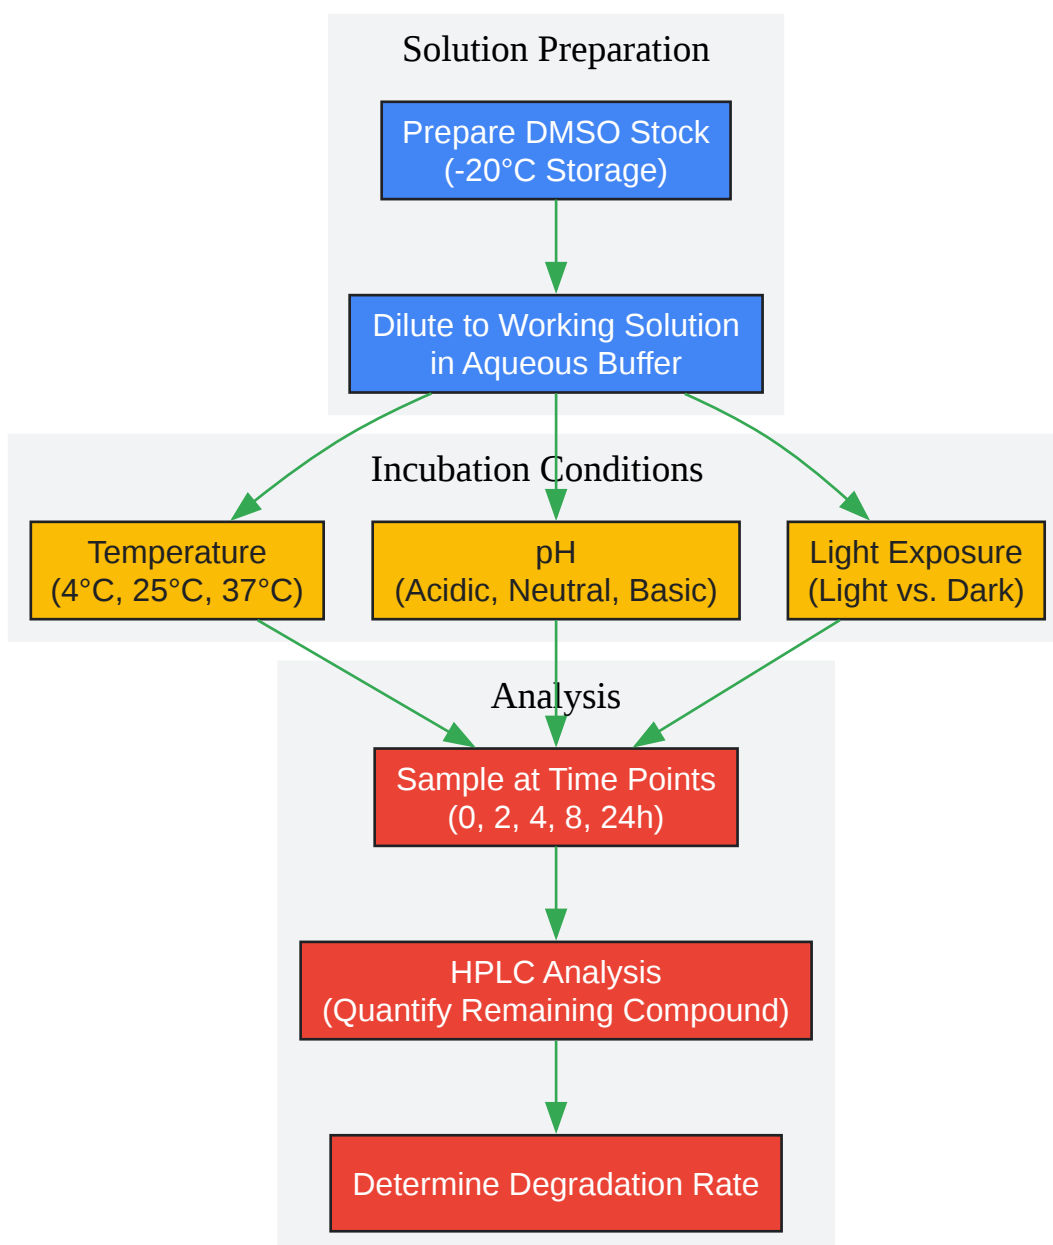 Solution Preparation
Prepare DMSO Stock
(-20°C Storage)
Dilute to Working Solution
in Aqueous Buffer
Incubation Conditions
Temperature
(4°C, 25°C, 37°C)
pH
(Acidic, Neutral, Basic)
Light Exposure
(Light vs. Dark)
Analysis
Sample at Time Points
(0, 2, 4, 8, 24h)
HPLC Analysis
(Quantify Remaining Compound)
Determine Degradation Rate